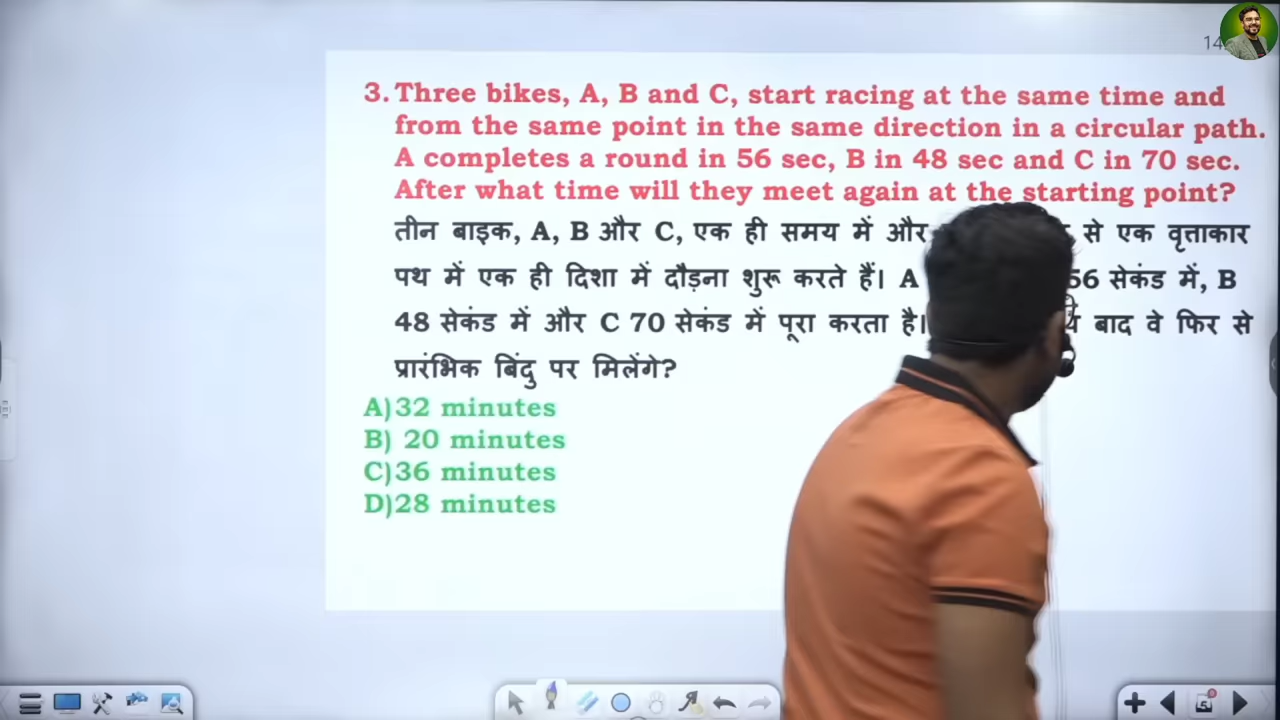 14
3. Three bikes, A, B and C, start racing at the same time and
from the same point in the same direction in a circular path.
A completes a round in 56 sec, B in 48 sec and C in 70 sec.
After what time will they meet again at the starting point?
तीन बाइक, A, B और C, एक ही समय में और से एक वृत्ताकार
पथ में एक ही दिशा में दौड़ना शुरू करते हैं। A 56 सेकंड में, B
48 सेकंड में और C 70 सेकंड में पूरा करता है। बाद वे फिर से
प्रारंभिक बिंदु पर मिलेंगे?
A) 32 minutes
B) 20 minutes
C) 36 minutes
D) 28 minutes